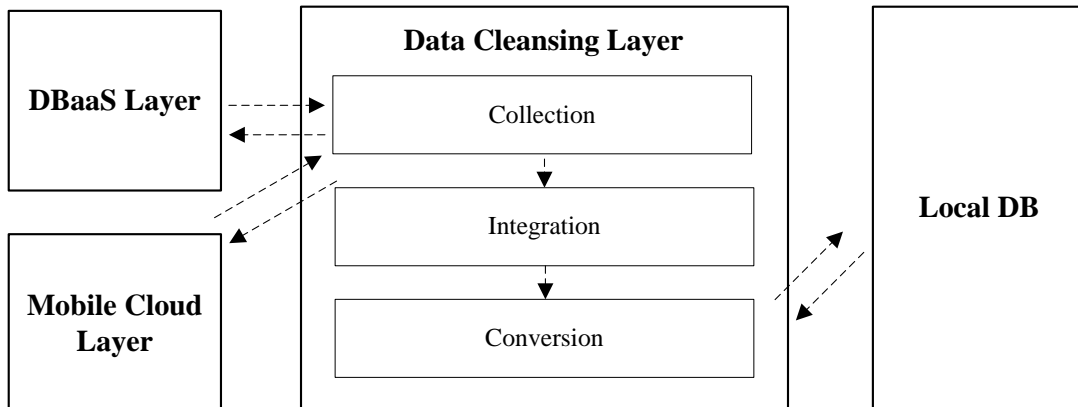 DBaaS Layer
Mobile Cloud
Layer
Data Cleansing Layer
Collection
Integration
Conversion
Local DB